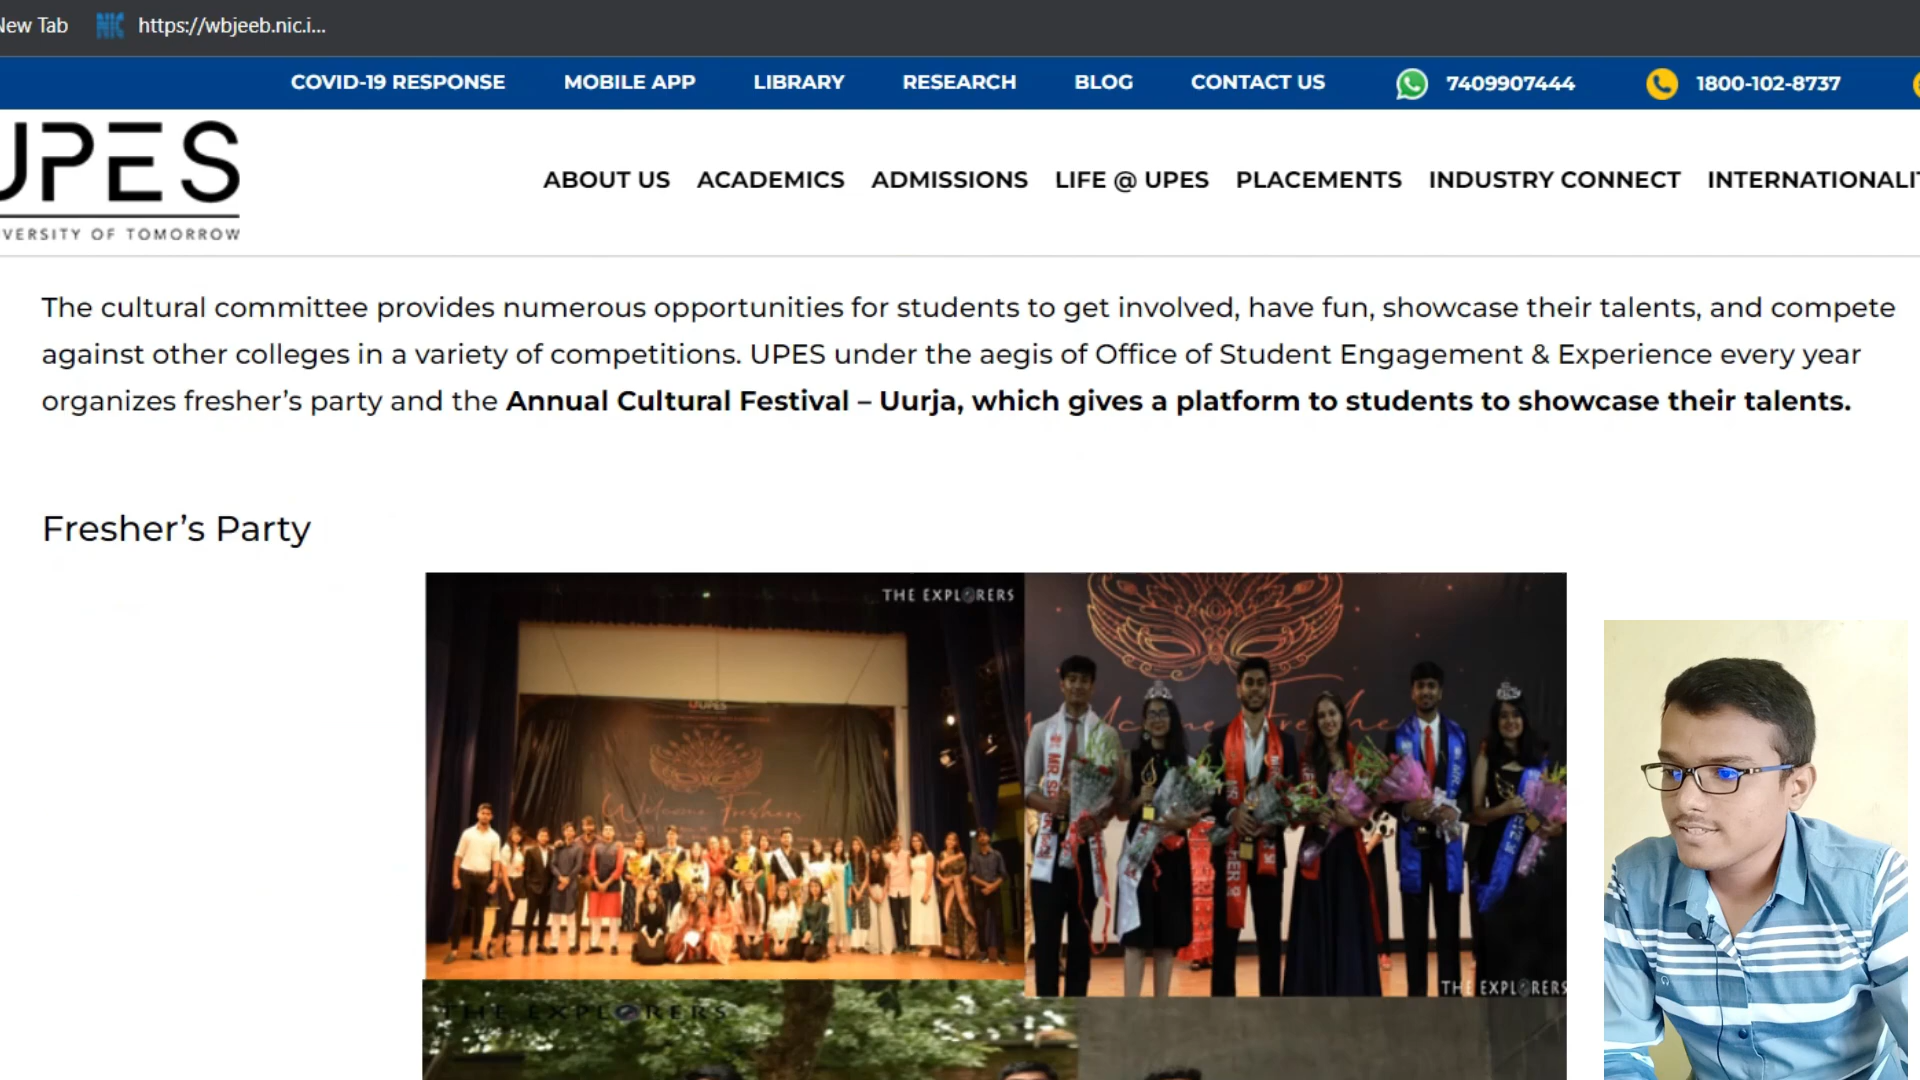 New Tab
NIC
https://wbjeeb.nic.i...
COVID-19 RESPONSE
MOBILE APP
LIBRARY
RESEARCH
BLOG
CONTACT US
7409907444
1800-102-8737
UPES
VERSITY OF TOMORROW
ABOUT US
ACADEMICS
ADMISSIONS
LIFE @ UPES
PLACEMENTS
INDUSTRY CONNECT
INTERNATIONALIT
The cultural committee provides numerous opportunities for students to get involved, have fun, showcase their talents, and compete
against other colleges in a variety of competitions. UPES under the aegis of Office of Student Engagement & Experience every year
organizes fresher’s party and the Annual Cultural Festival – Uurja, which gives a platform to students to showcase their talents.
Fresher’s Party
THE EXPLORERS
UPES
Welcome Freshers
THE EXPLORERS
THE EXPLORERS